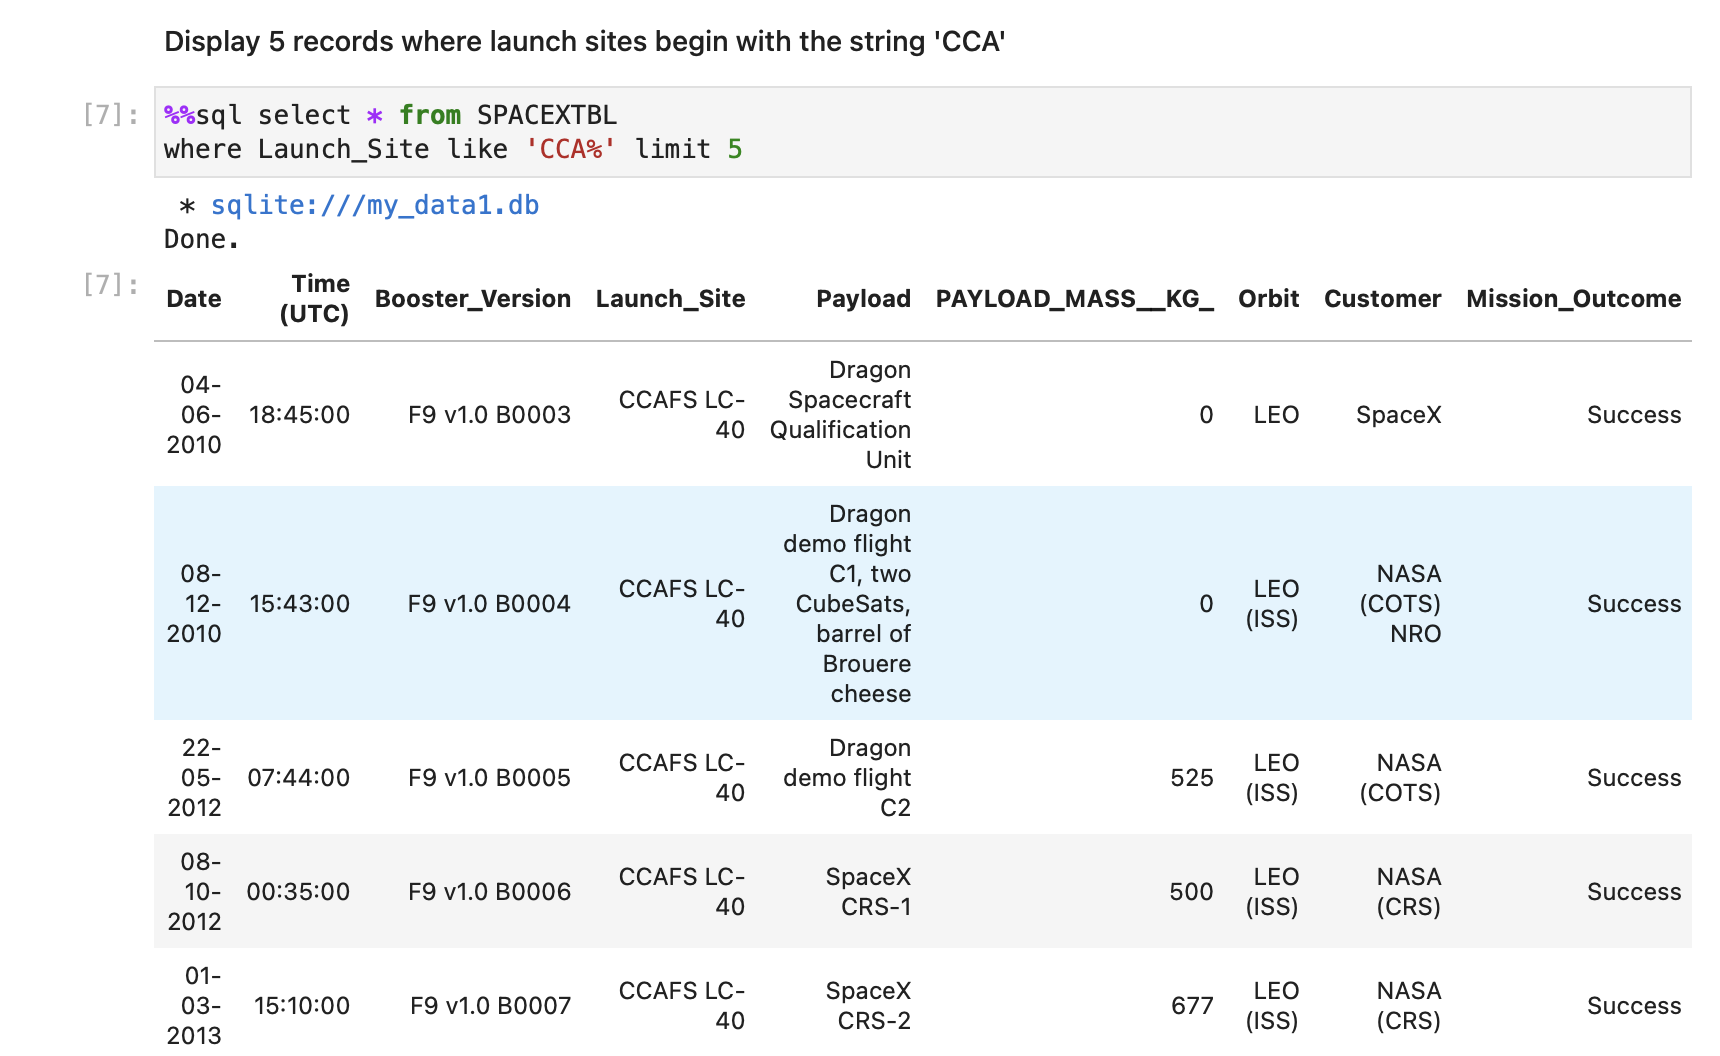 Display 5 records where launch sites begin with the string 'CCA'
[7]: %%sql select * from SPACEXTBL
where Launch_Site like 'CCA%' limit 5
* sqlite:///my_data1.db
Done.
[7]:
Date Time (UTC) Booster_Version Launch_Site Payload PAYLOAD_MASS__KG_ Orbit Customer Mission_Outcome
04-06-2010 18:45:00 F9 v1.0 B0003 CCAFS LC-40 Dragon Spacecraft Qualification Unit 0 LEO SpaceX Success
08-12-2010 15:43:00 F9 v1.0 B0004 CCAFS LC-40 Dragon demo flight C1, two CubeSats, barrel of Brouere cheese 0 LEO (ISS) NASA (COTS) NRO Success
22-05-2012 07:44:00 F9 v1.0 B0005 CCAFS LC-40 Dragon demo flight C2 525 LEO (ISS) NASA (COTS) Success
08-10-2012 00:35:00 F9 v1.0 B0006 CCAFS LC-40 SpaceX CRS-1 500 LEO (ISS) NASA (CRS) Success
01-03-2013 15:10:00 F9 v1.0 B0007 CCAFS LC-40 SpaceX CRS-2 677 LEO (ISS) NASA (CRS) Success